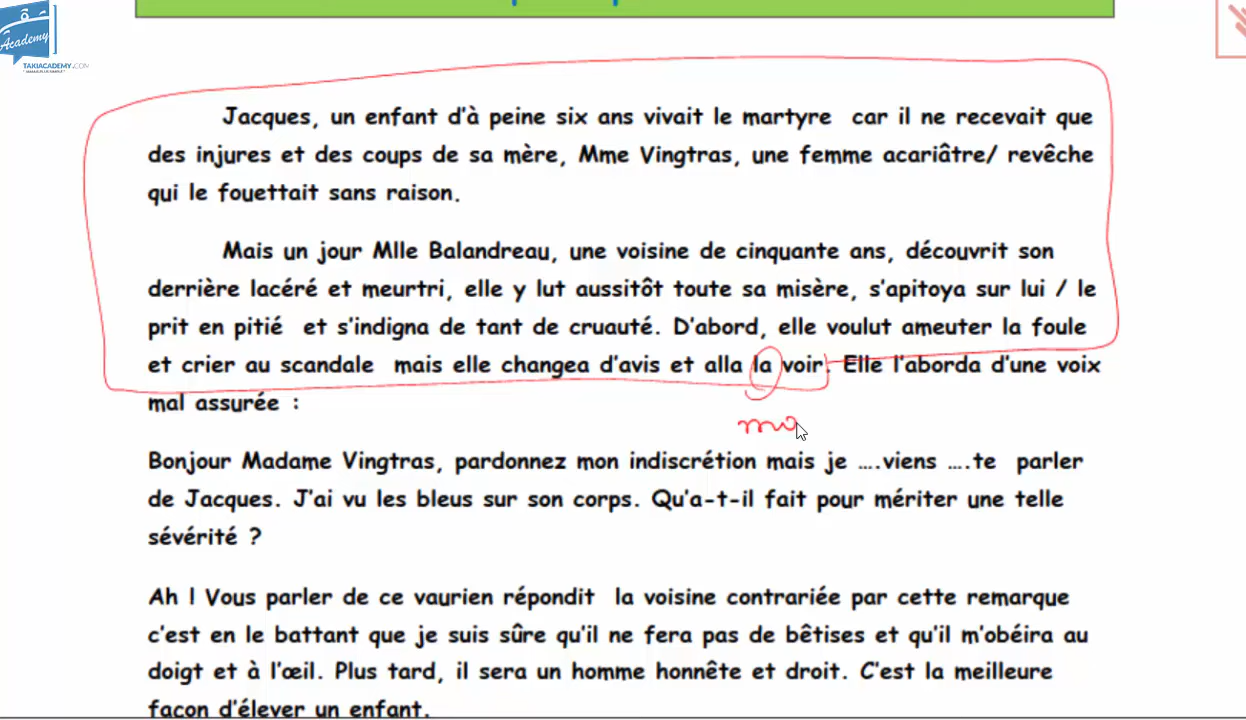 Academy
TAKIACADEMY.COM
Jacques, un enfant d'à peine six ans vivait le martyre car il ne recevait que
des injures et des coups de sa mère, Mme Vingtras, une femme acariâtre/ revêche
qui le fouettait sans raison.
Mais un jour Mlle Balandreau, une voisine de cinquante ans, découvrit son
derrière lacéré et meurtri, elle y lut aussitôt toute sa misère, s'apitoya sur lui / le
prit en pitié et s'indigna de tant de cruauté. D'abord, elle voulut ameuter la foule
et crier au scandale mais elle changea d'avis et alla la voir. Elle l'aborda d'une voix
mal assurée :
Bonjour Madame Vingtras, pardonnez mon indiscrétion mais je ….viens ….te parler
de Jacques. J'ai vu les bleus sur son corps. Qu'a-t-il fait pour mériter une telle
sévérité ?
Ah ! Vous parler de ce vaurien répondit la voisine contrariée par cette remarque
c'est en le battant que je suis sûre qu'il ne fera pas de bêtises et qu'il m'obéira au
doigt et à l'œil. Plus tard, il sera un homme honnête et droit. C'est la meilleure
façon d'élever un enfant.